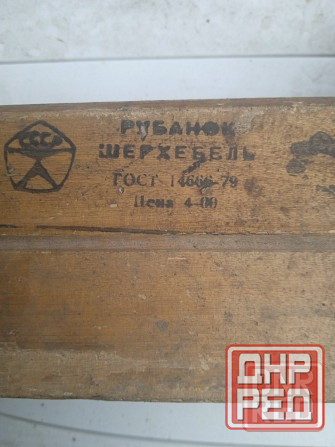 СССР
РУБАНОК
ШЕРХЕБЕЛЬ
ГОСТ 14666-79
Цена 4-00
ДНР
РЕД